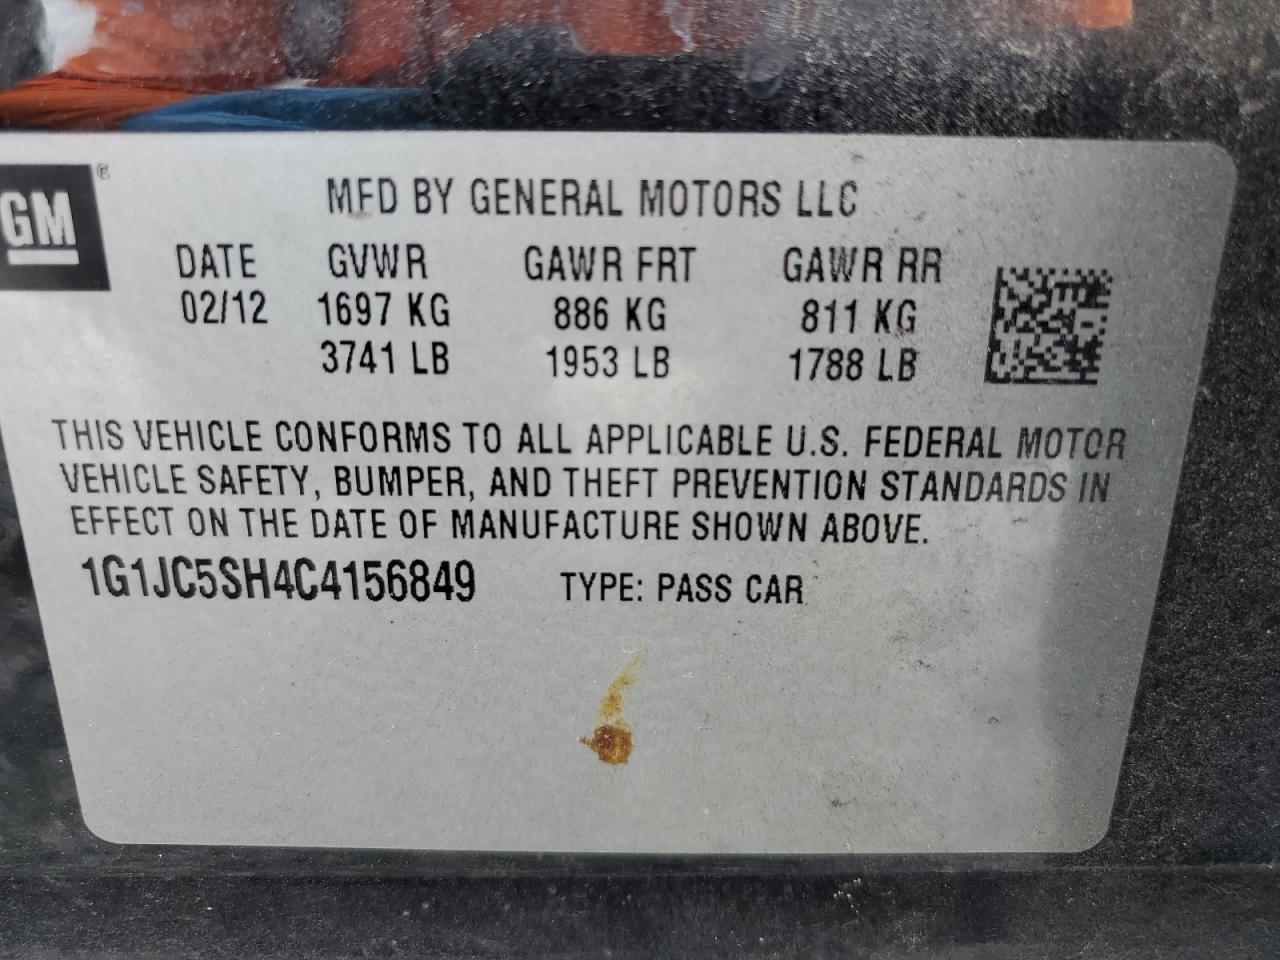 GM ®
MFD BY GENERAL MOTORS LLC
DATE GVWR GAWR FRT GAWR RR
02/12 1697 KG 886 KG 811 KG
3741 LB 1953 LB 1788 LB
THIS VEHICLE CONFORMS TO ALL APPLICABLE U.S. FEDERAL MOTOR
VEHICLE SAFETY, BUMPER, AND THEFT PREVENTION STANDARDS IN
EFFECT ON THE DATE OF MANUFACTURE SHOWN ABOVE.
1G1JC5SH4C4156849 TYPE: PASS CAR